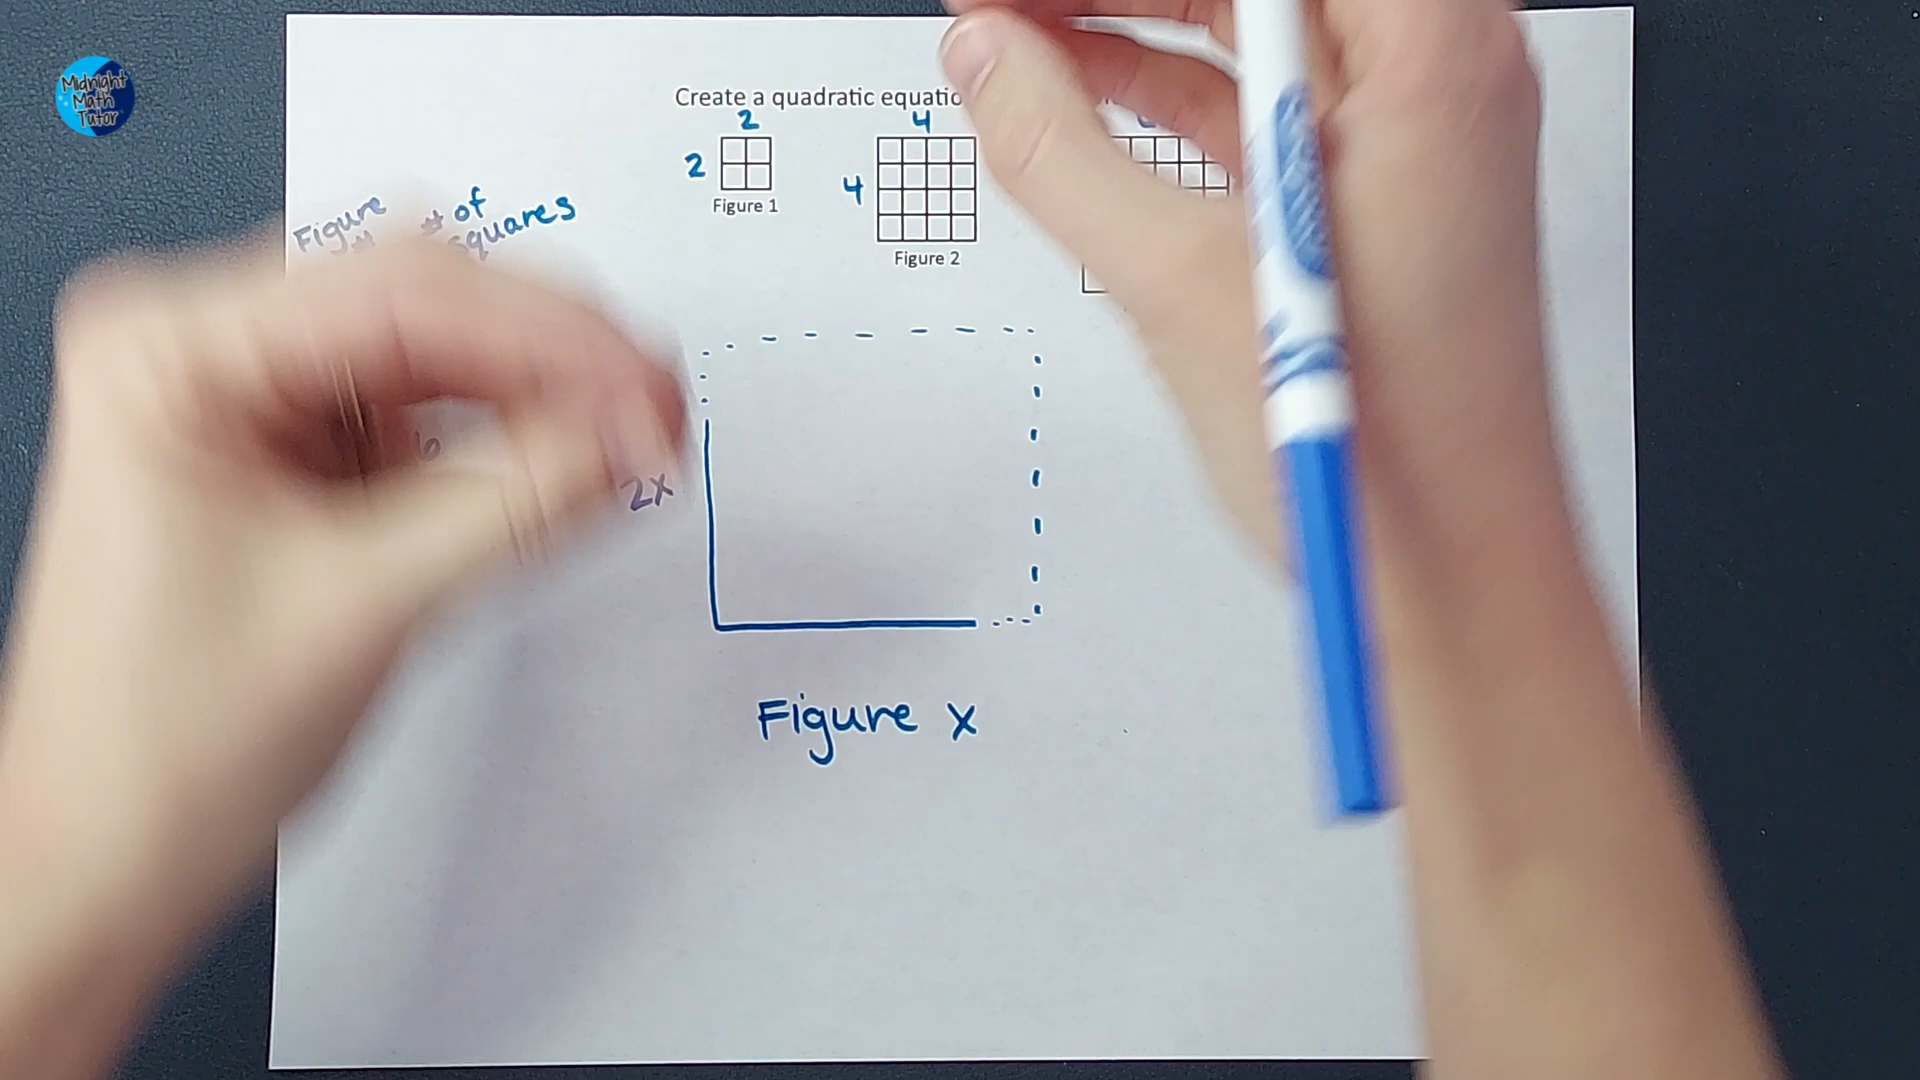 Midnight
Math
Tutor
Create a quadratic equatio
2
4
2
4
Figure 1
Figure 2
Figure
#
# of
squares
6
2x
Figure x